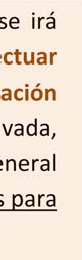 se irá
ectuar
ación
vada,
eneral
s para